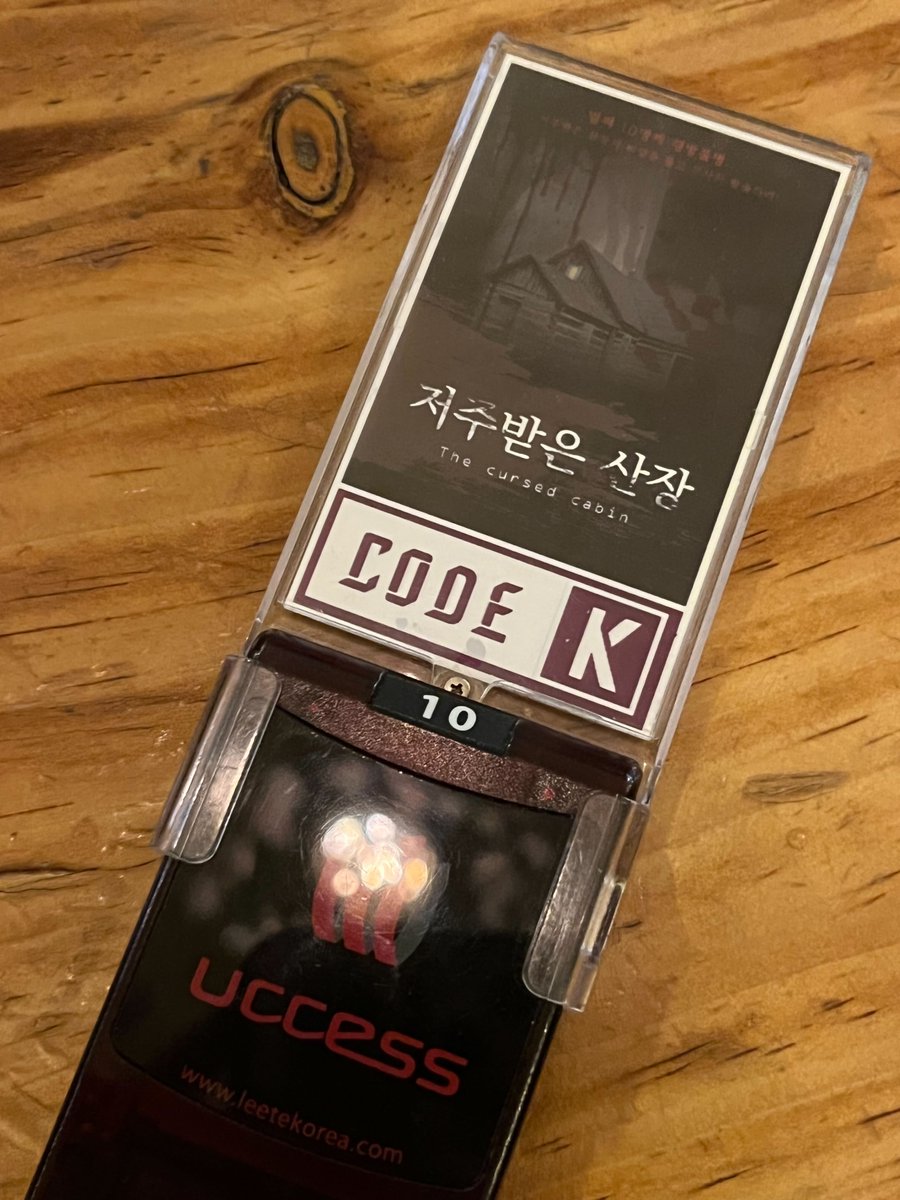 저주받은 산장
The cursed cabin
CODE K
10
uccess
www.leetekorea.com